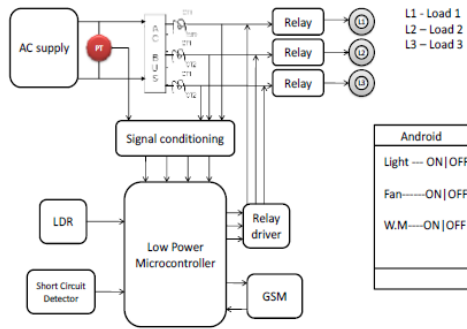 AC supply
PT
A
C
B
U
S
Relay
Relay
Relay
L1
L2
L3
L1 - Load 1
L2 – Load 2
L3 – Load 3
Signal conditioning
Low Power
Microcontroller
LDR
Short Circuit
Detector
Relay
driver
GSM
Android
Light --- ON|OFF
Fan------ON|OFF
W.M----ON|OFF